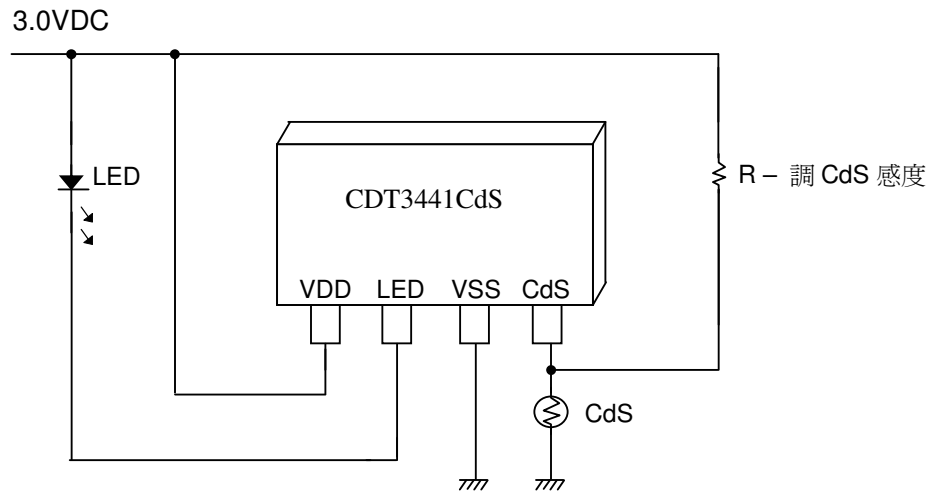 3.0VDC
LED
R – 調 CdS 感度
CDT3441CdS
VDD LED VSS CdS
CdS